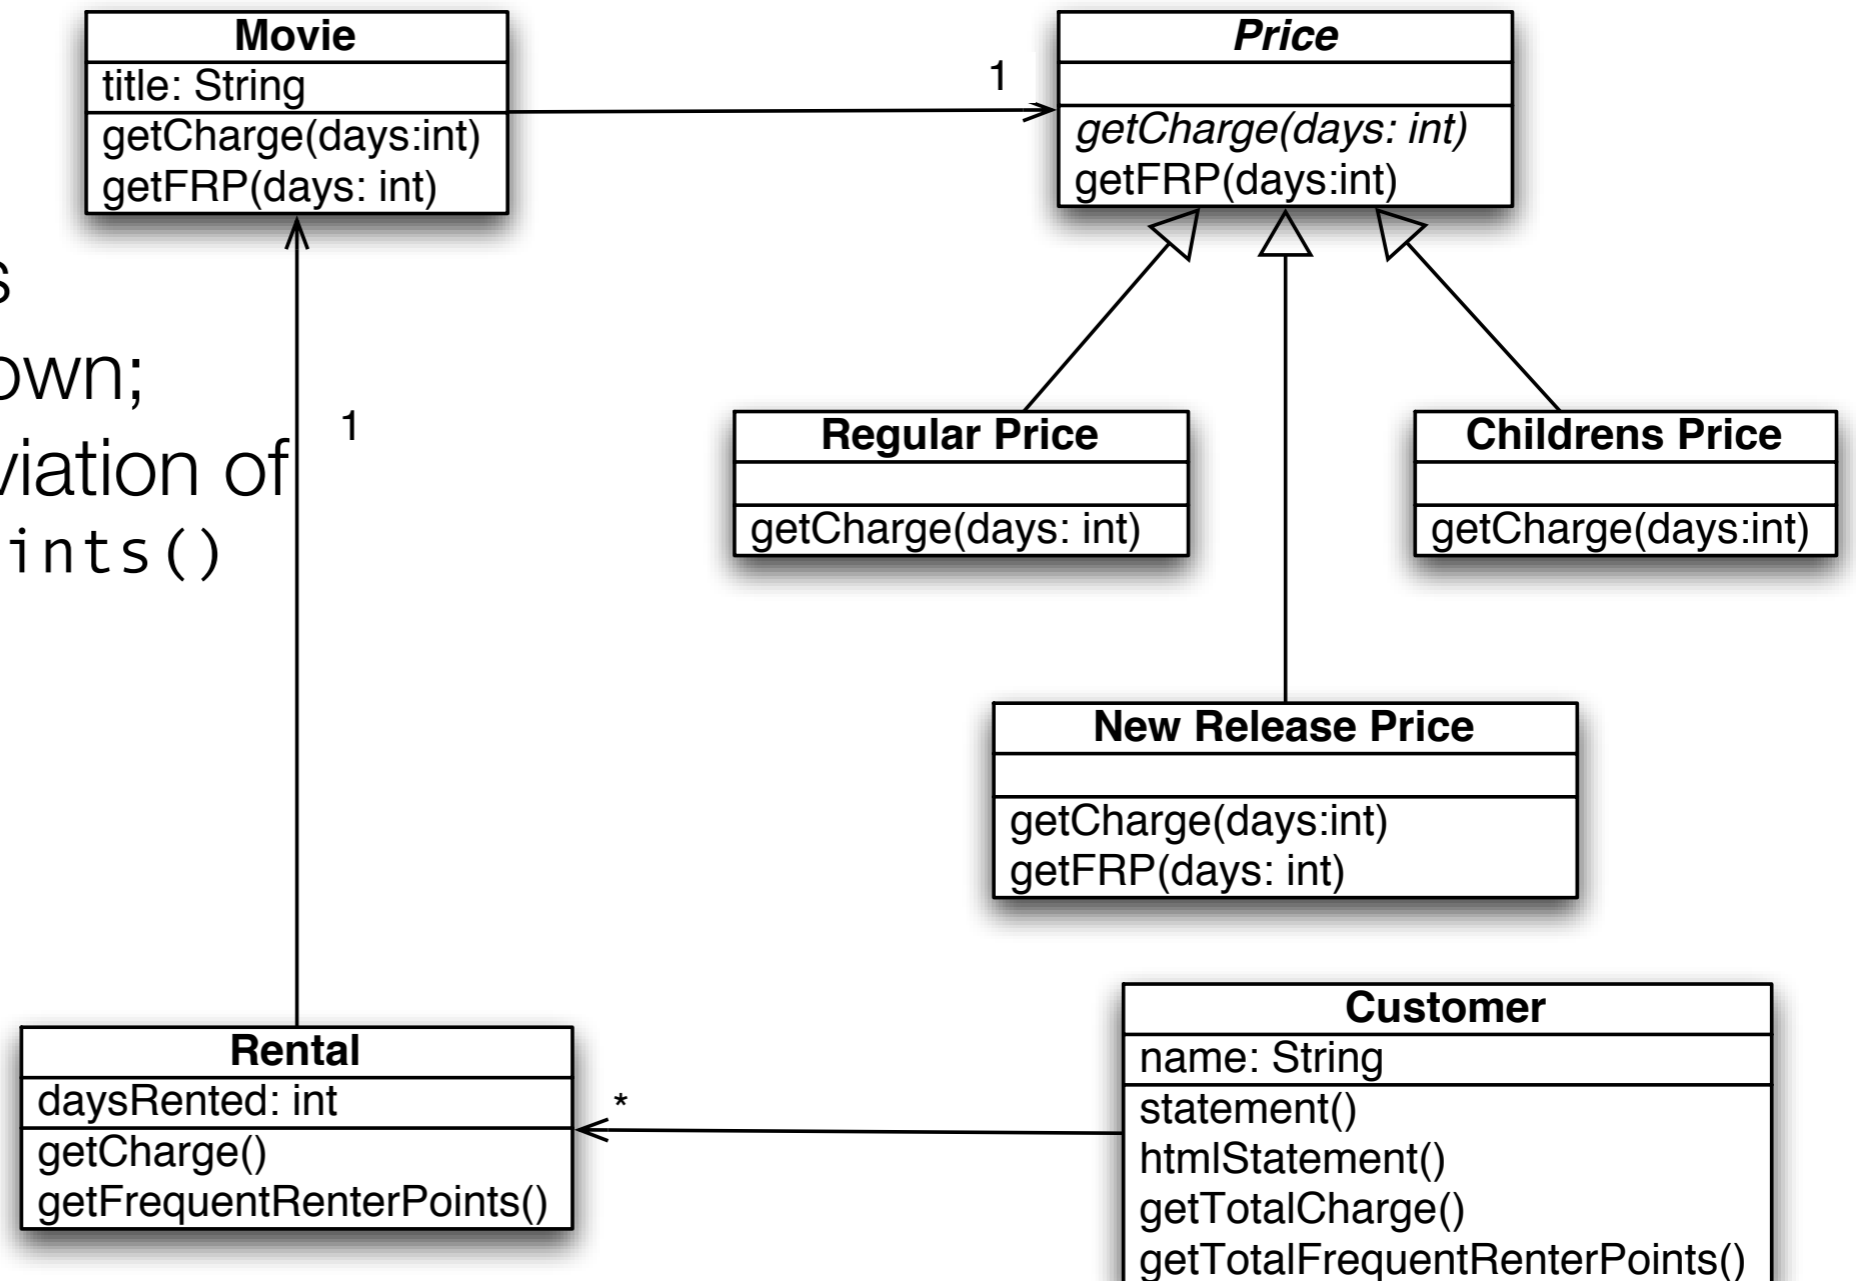 Movie
title: String
getCharge(days:int)
getFRP(days: int)
1
Price
getCharge(days: int)
getFRP(days:int)
s
own;
viation of
ints()
1
Regular Price
getCharge(days: int)
Childrens Price
getCharge(days:int)
New Release Price
getCharge(days:int)
getFRP(days: int)
Rental
daysRented: int
getCharge()
getFrequentRenterPoints()
*
Customer
name: String
statement()
htmlStatement()
getTotalCharge()
getTotalFrequentRenterPoints()